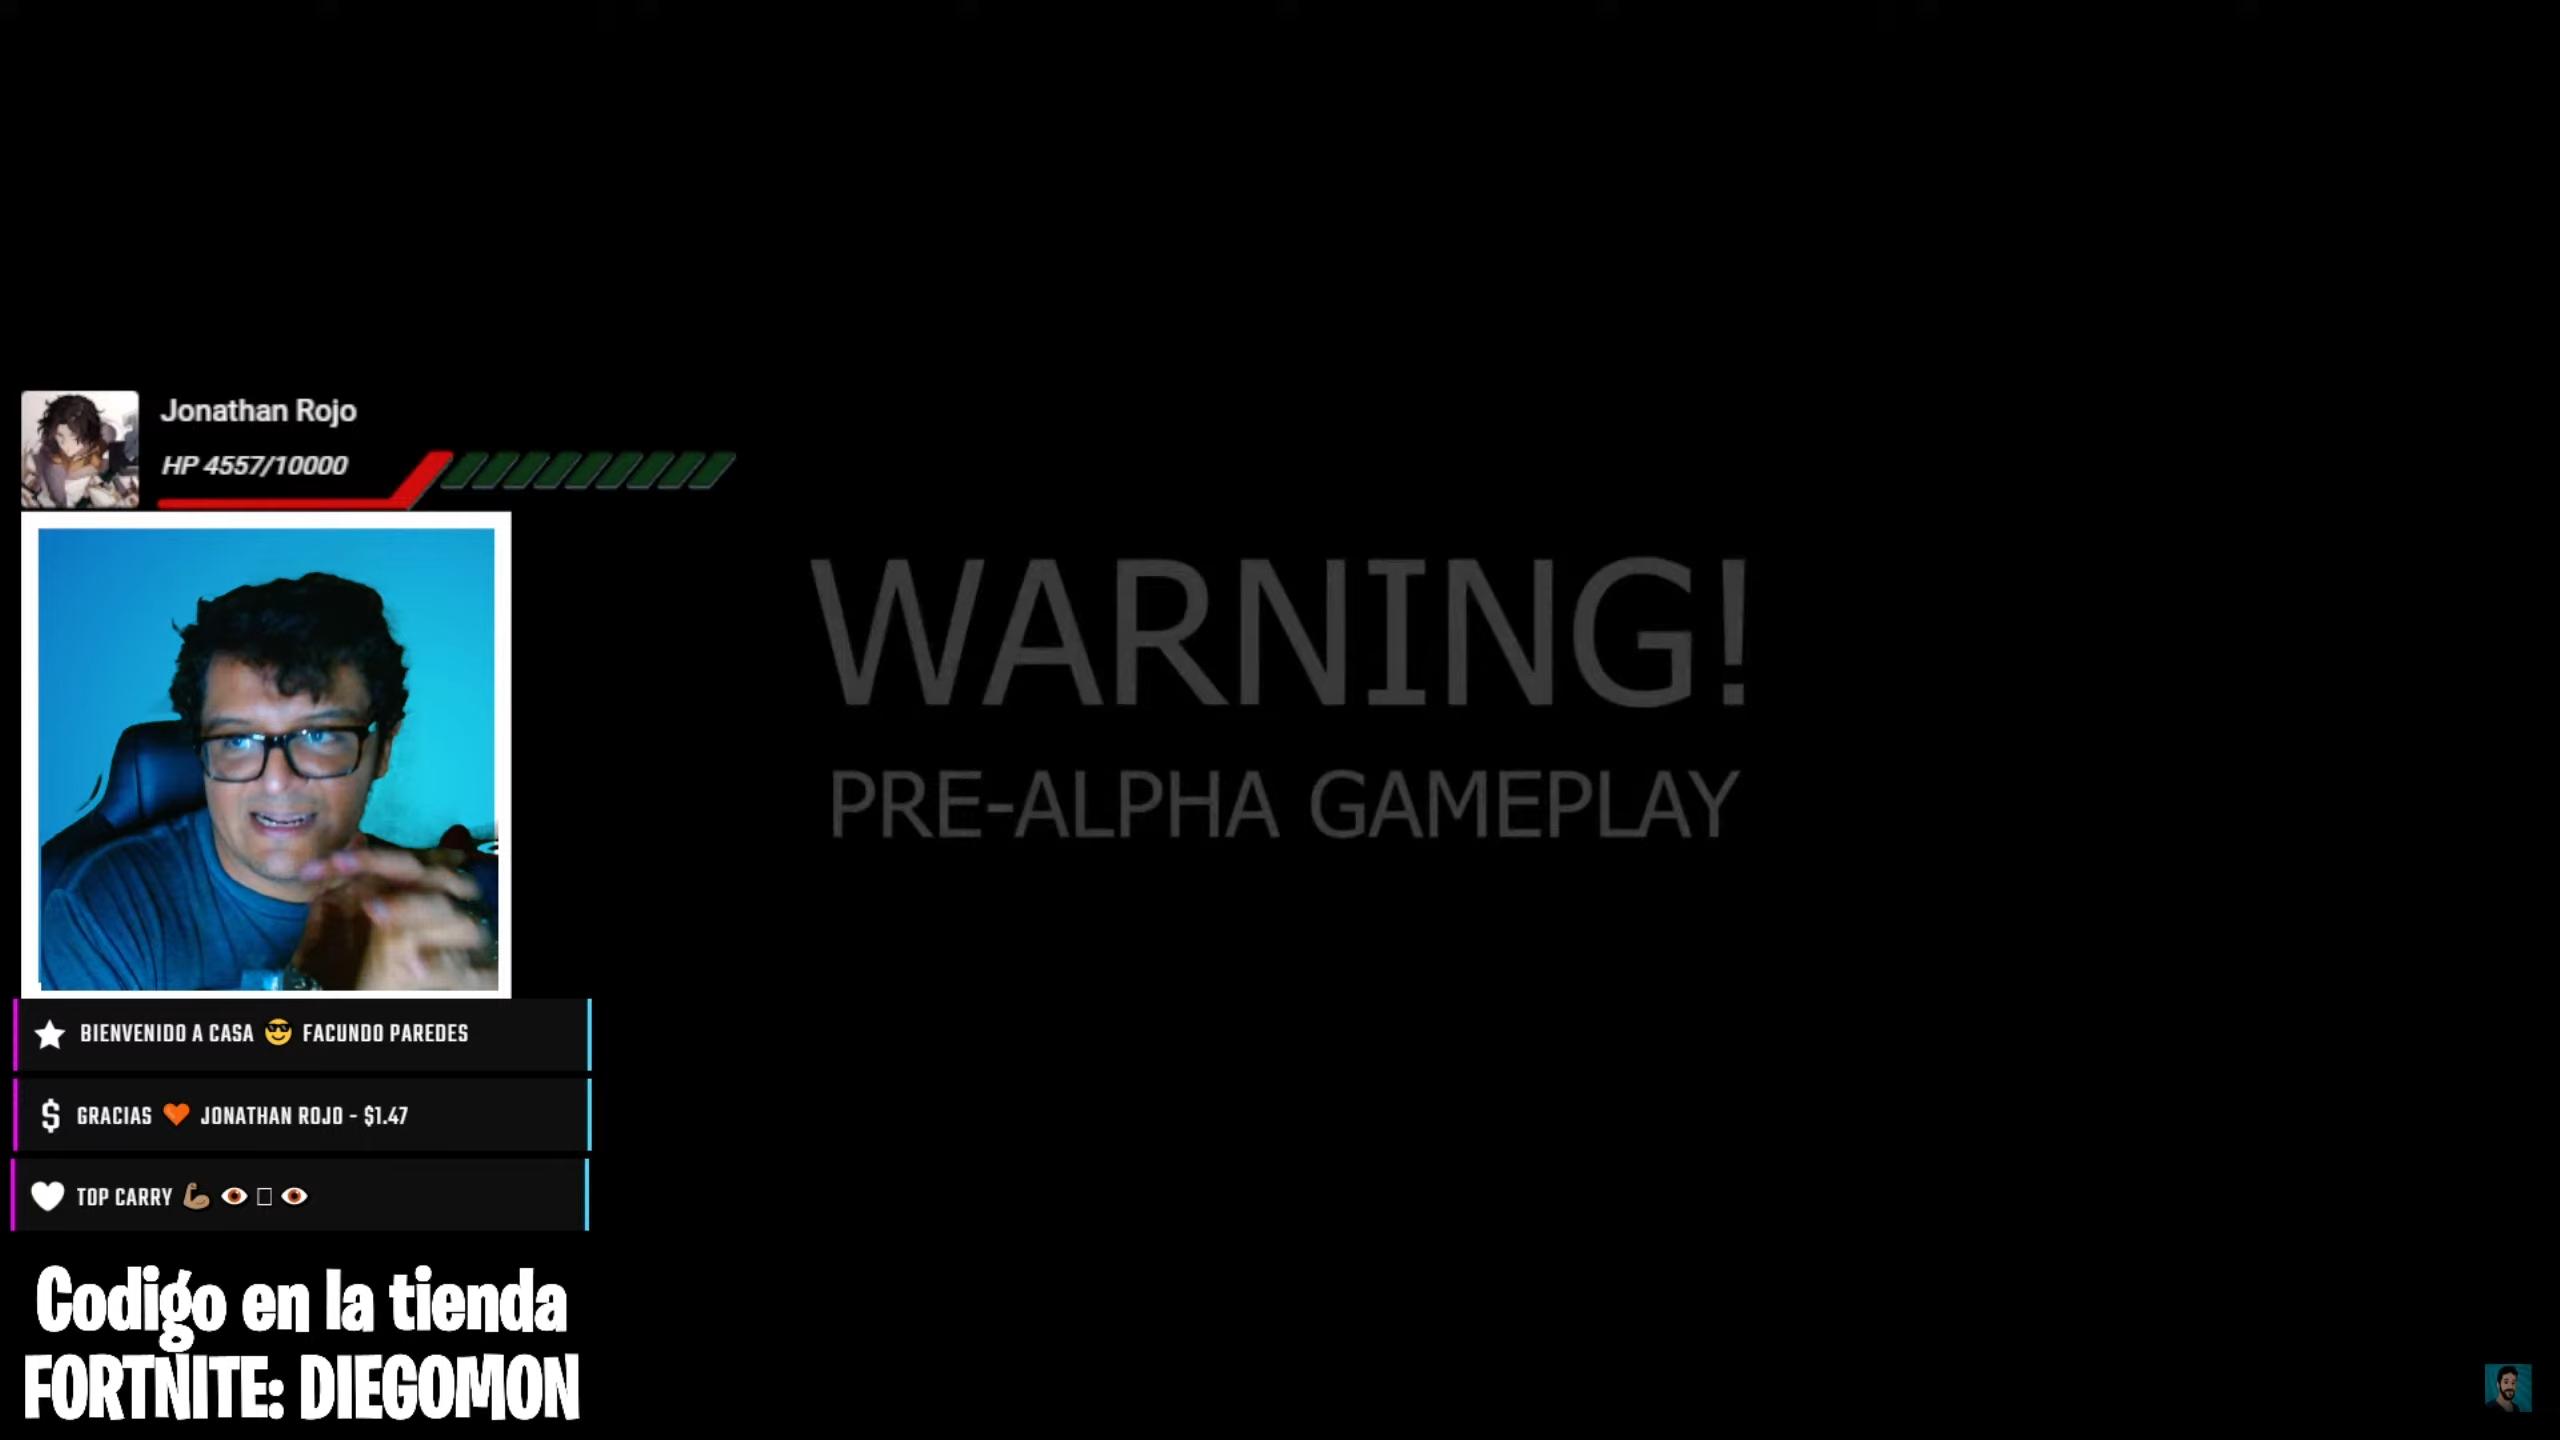 Jonathan Rojo
HP 4557/10000
WARNING!
PRE-ALPHA GAMEPLAY
BIENVENIDO A CASA 😎 FACUNDO PAREDES
$ GRACIAS 🧡 JONATHAN ROJO - $1.47
TOP CARRY 💪🏽 👁 □ 👁
Codigo en la tienda
FORTNITE: DIEGOMON